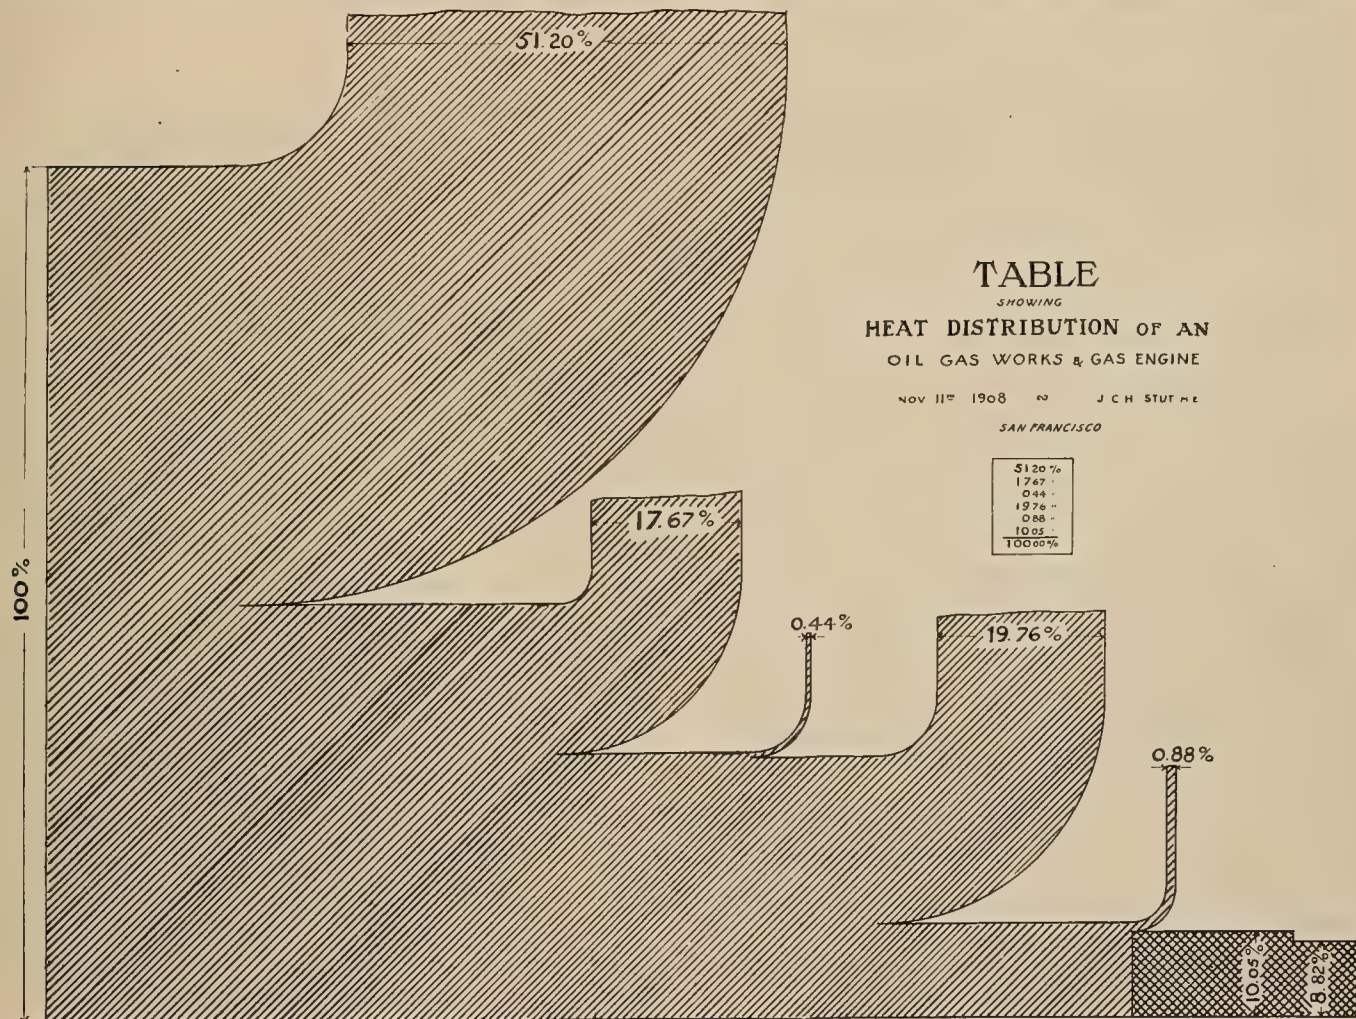 51.20%
TABLE
SHOWING
HEAT DISTRIBUTION OF AN
OIL GAS WORKS & GAS ENGINE
NOV 11TH 1908 ~ J C H STUT M E
SAN FRANCISCO
51 20 %
17 67 "
0 44 "
19 76 "
0 88 "
10 05 "
100 00 %
17.67%
100%
0.44%
19.76%
0.88%
10.05%
8.82%